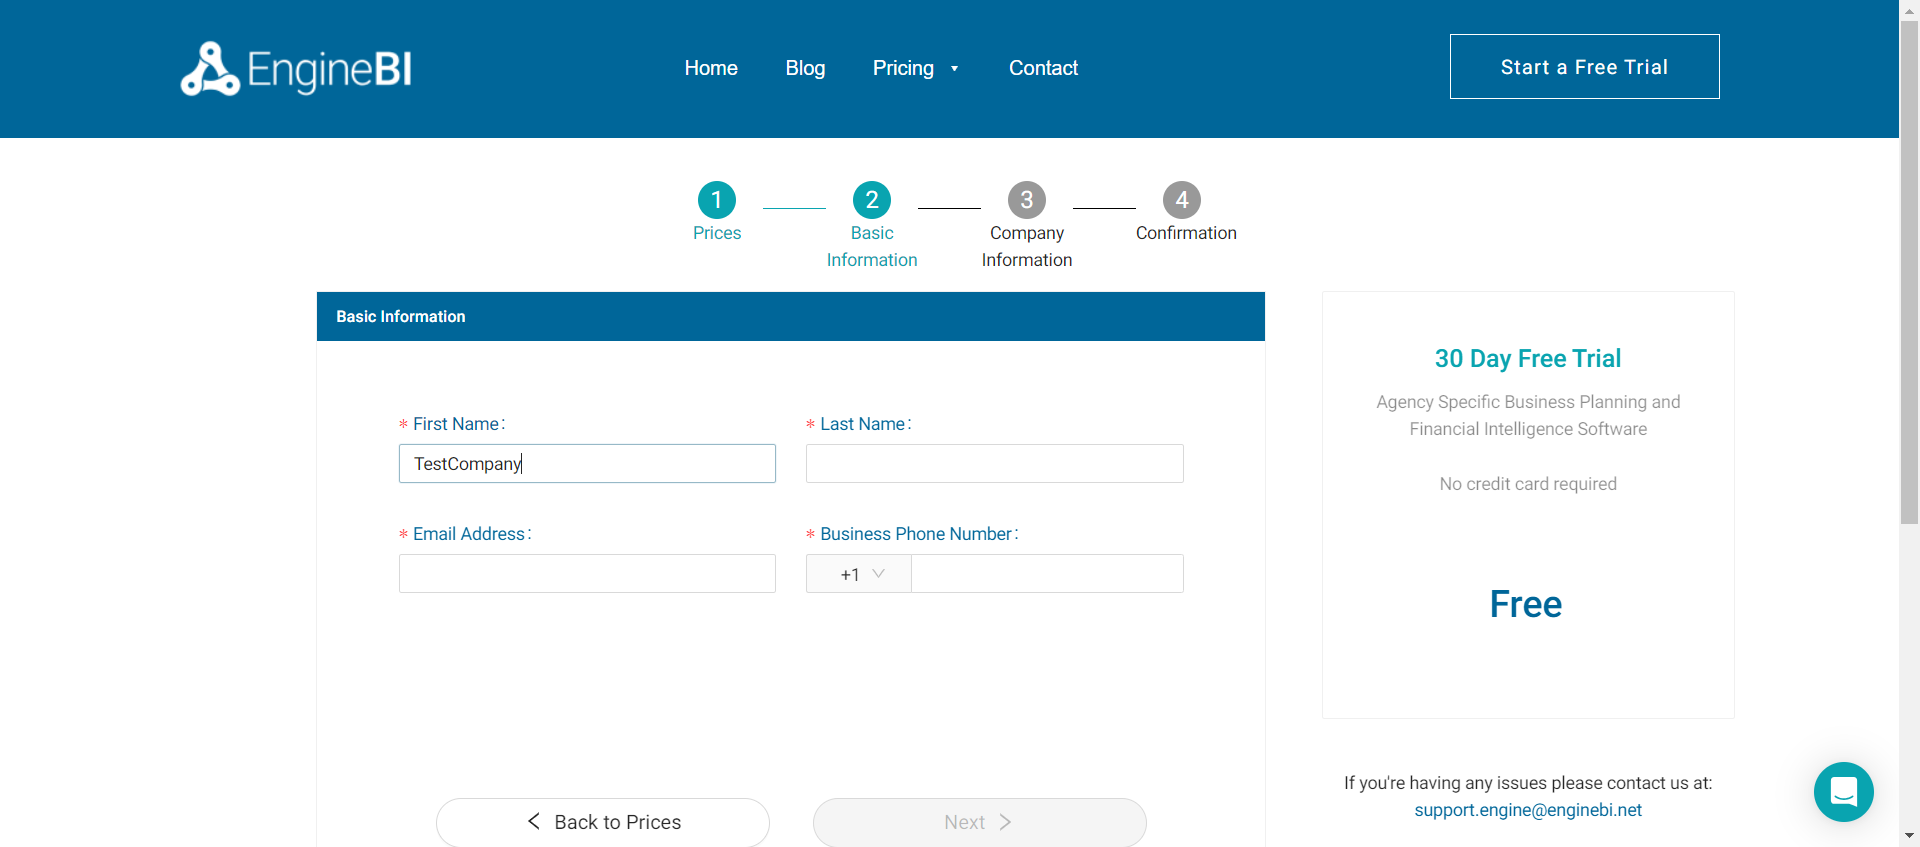 EngineBI
Home
Blog
Pricing
Contact
Start a Free Trial
1
Prices
2
Basic
Information
3
Company
Information
4
Confirmation
Basic Information
* First Name:
TestCompany
* Last Name:
* Email Address:
* Business Phone Number:
+1
Back to Prices
Next
30 Day Free Trial
Agency Specific Business Planning and
Financial Intelligence Software
No credit card required
Free
If you're having any issues please contact us at:
support.engine@enginebi.net